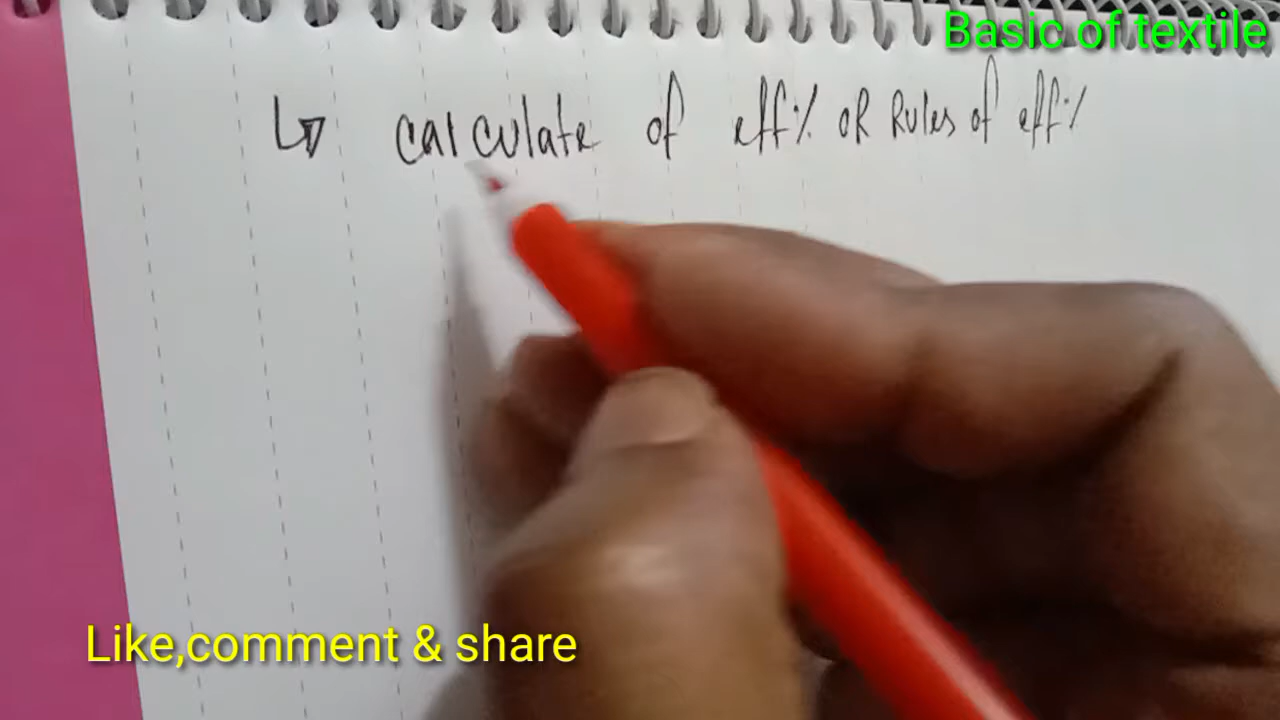 Basic of textile
↳ calculate of eff% OR Rules of eff%
Like,comment & share